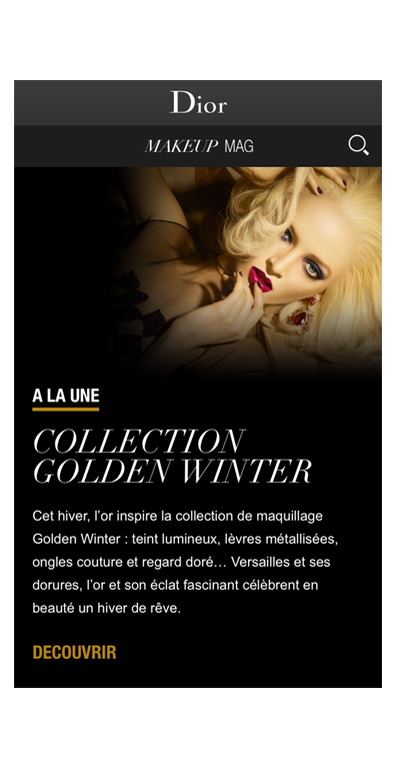 Dior
MAKEUP MAG
A LA UNE
COLLECTION
GOLDEN WINTER
Cet hiver, l’or inspire la collection de maquillage
Golden Winter : teint lumineux, lèvres métallisées,
ongles couture et regard doré… Versailles et ses
dorures, l’or et son éclat fascinant célèbrent en
beauté un hiver de rêve.
DECOUVRIR